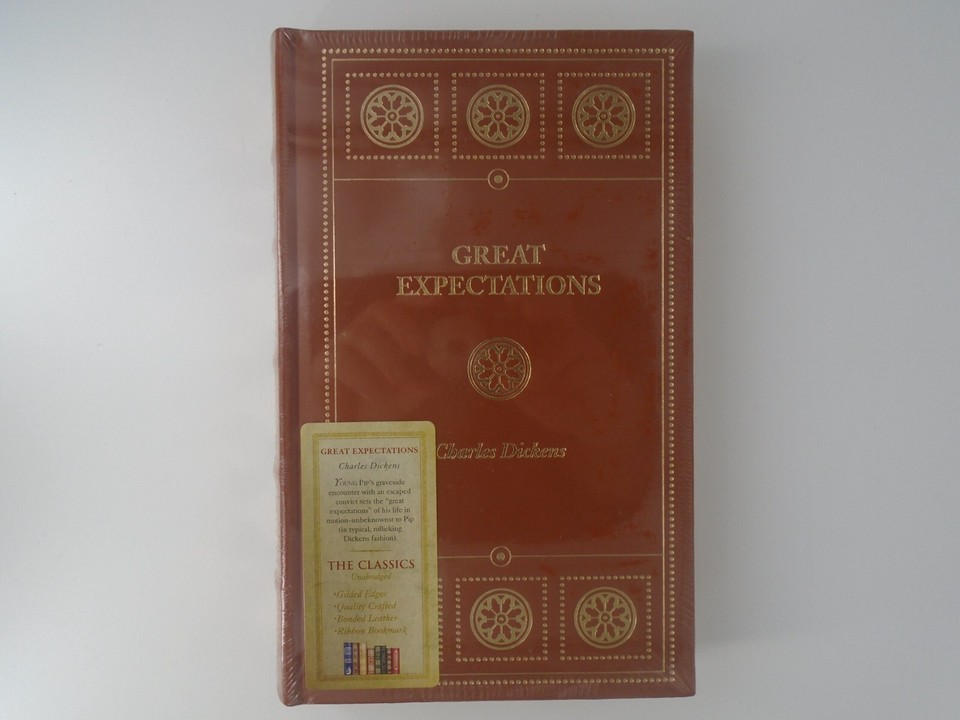 GREAT
EXPECTATIONS
Charles Dickens
GREAT EXPECTATIONS
Charles Dickens
YOUNG PIP'S graveside
encounter with an escaped
convict sets the "great
expectations" of his life in
motion-unbeknownst to Pip
(in typical, rollicking
Dickens fashion).
THE CLASSICS
Unabridged
•Gilded Edges
•Quality Crafted
•Bonded Leather
•Ribbon Bookmark